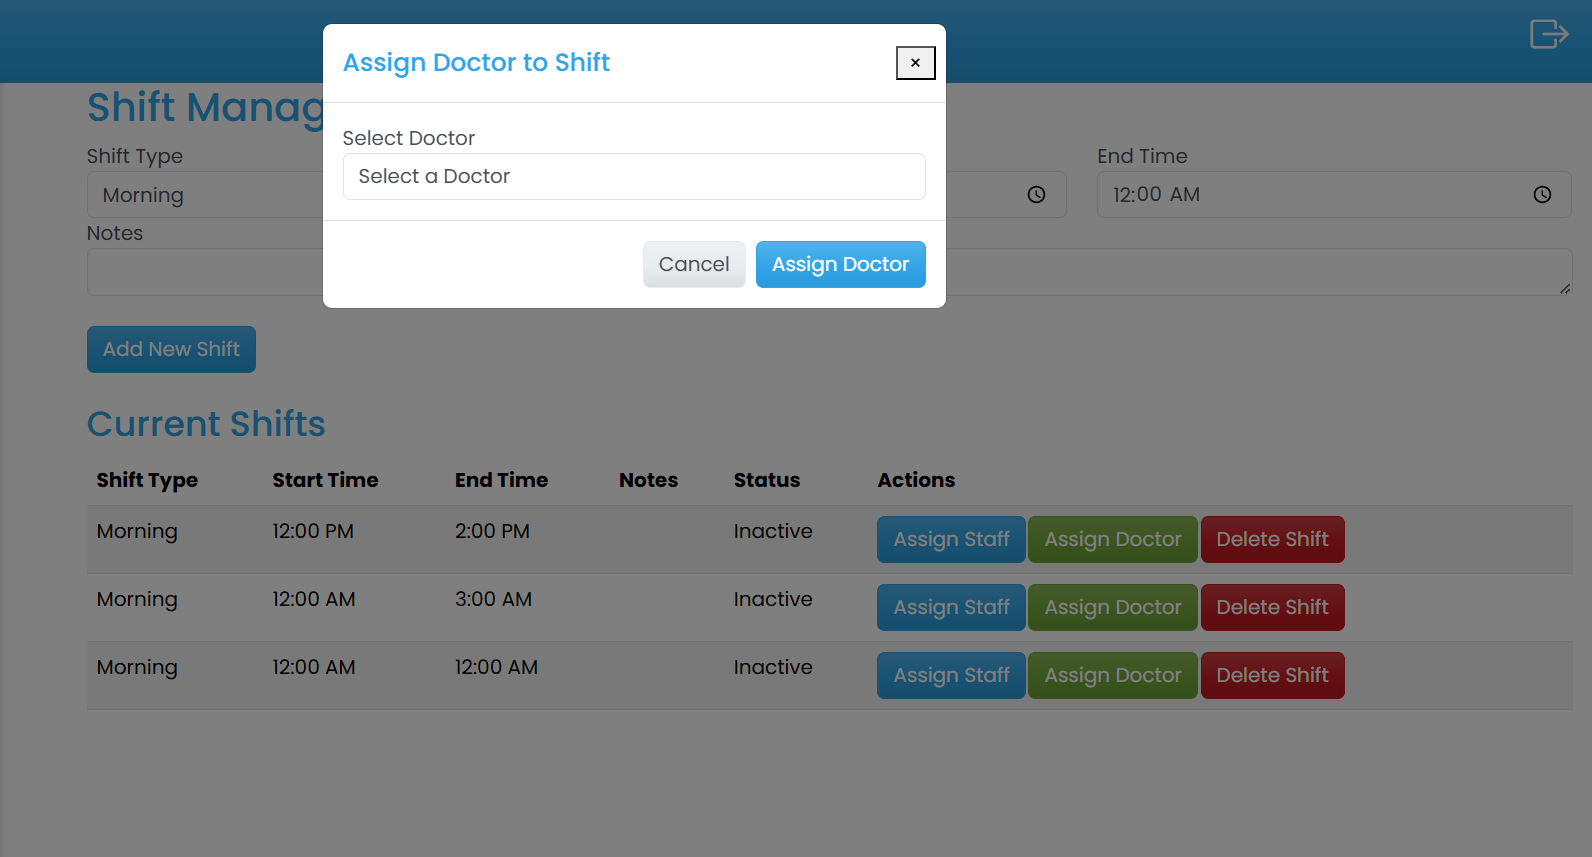 Assign Doctor to Shift
×
Shift Manag
Select Doctor
Select a Doctor
Shift Type
End Time
Morning
12:00 AM
Notes
Cancel
Assign Doctor
Add New Shift
Current Shifts
Shift Type Start Time End Time Notes Status Actions
Morning 12:00 PM 2:00 PM Inactive Assign Staff Assign Doctor Delete Shift
Morning 12:00 AM 3:00 AM Inactive Assign Staff Assign Doctor Delete Shift
Morning 12:00 AM 12:00 AM Inactive Assign Staff Assign Doctor Delete Shift